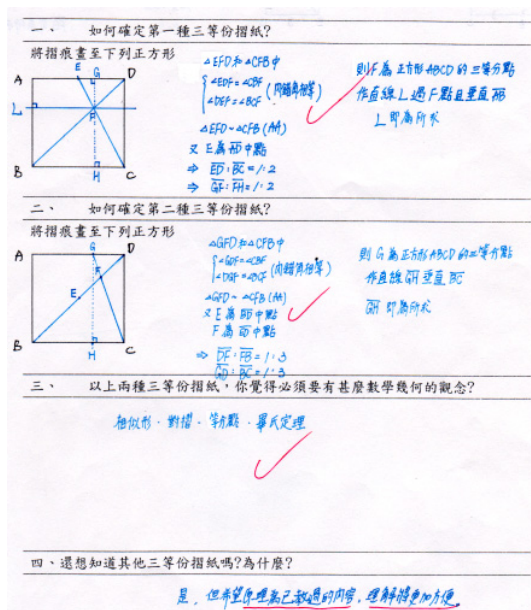 一、 如何確定第一種三等份摺紙?
將摺痕畫至下列正方形
A E G D
L F
B H C
△EFD和△CFB中
∠EDF=∠CBF
∠DEF=∠BCF
(內錯角相等)
△EFD~△CFB(AA)
又E為AD中點
⇒ ED:BC=1:2
⇒ GF:FH=1:2
則F為正方形ABCD的三等分點
作直線L過F點且垂直AB
L即為所求
二、 如何確定第二種三等份摺紙?
將摺痕畫至下列正方形
A G D
F
E
B H C
△GFD和△CFB中
∠GDF=∠CBF
∠DGF=∠BCF
(內錯角相等)
△GFD~△CFB(AA)
又E為BD中點
F為ED中點
⇒ DF:FB=1:3
GD:BC=1:3
則G為正方形ABCD的三等分點
作直線GH垂直BC
GH即為所求
三、 以上兩種三等份摺紙,你覺得必須要有甚麼數學幾何的觀念?
相似形、對摺、等分點、畢氏定理
四、還想知道其他三等份摺紙嗎?為什麼?
是,但希望原理為已教過的內容,理解將更加方便